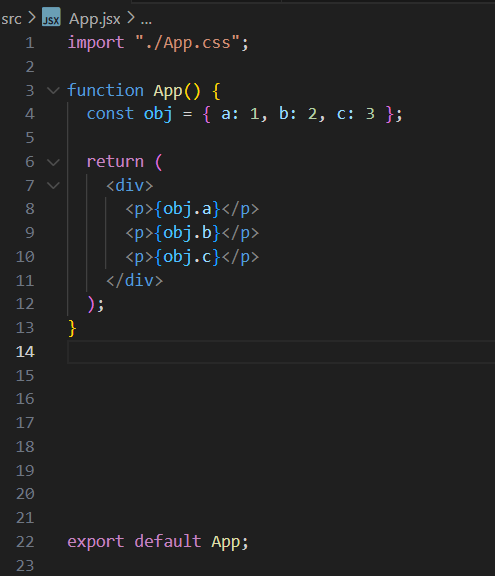 src > JSX App.jsx > ...
1 import "./App.css";
2
3 function App() {
4   const obj = { a: 1, b: 2, c: 3 };
5
6   return (
7     <div>
8       <p>{obj.a}</p>
9       <p>{obj.b}</p>
10       <p>{obj.c}</p>
11     </div>
12   );
13 }
14
15
16
17
18
19
20
21
22 export default App;
23